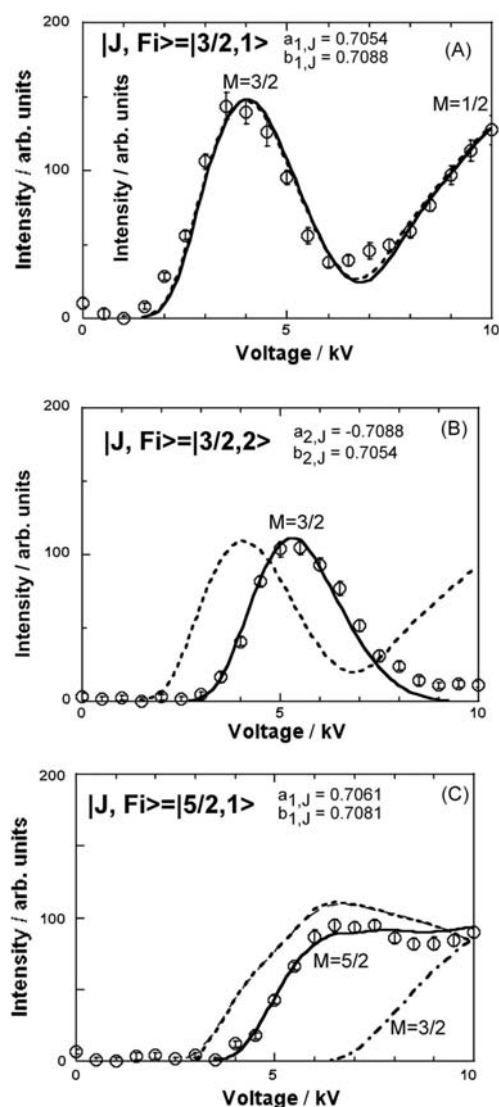 |J, Fi>=|3/2,1> a1,J = 0.7054 (A)
b1,J = 0.7088
M=3/2
M=1/2
200
100
0
Intensity / arb. units
Intensity / arb. units
0 5 10
Voltage / kV
|J, Fi>=|3/2,2> a2,J = -0.7088 (B)
b2,J = 0.7054
M=3/2
200
100
0
Intensity / arb. units
0 5 10
Voltage / kV
|J, Fi>=|5/2,1> a1,J = 0.7061 (C)
b1,J = 0.7081
M=5/2
M=3/2
200
100
0
Intensity / arb. units
0 5 10
Voltage / kV